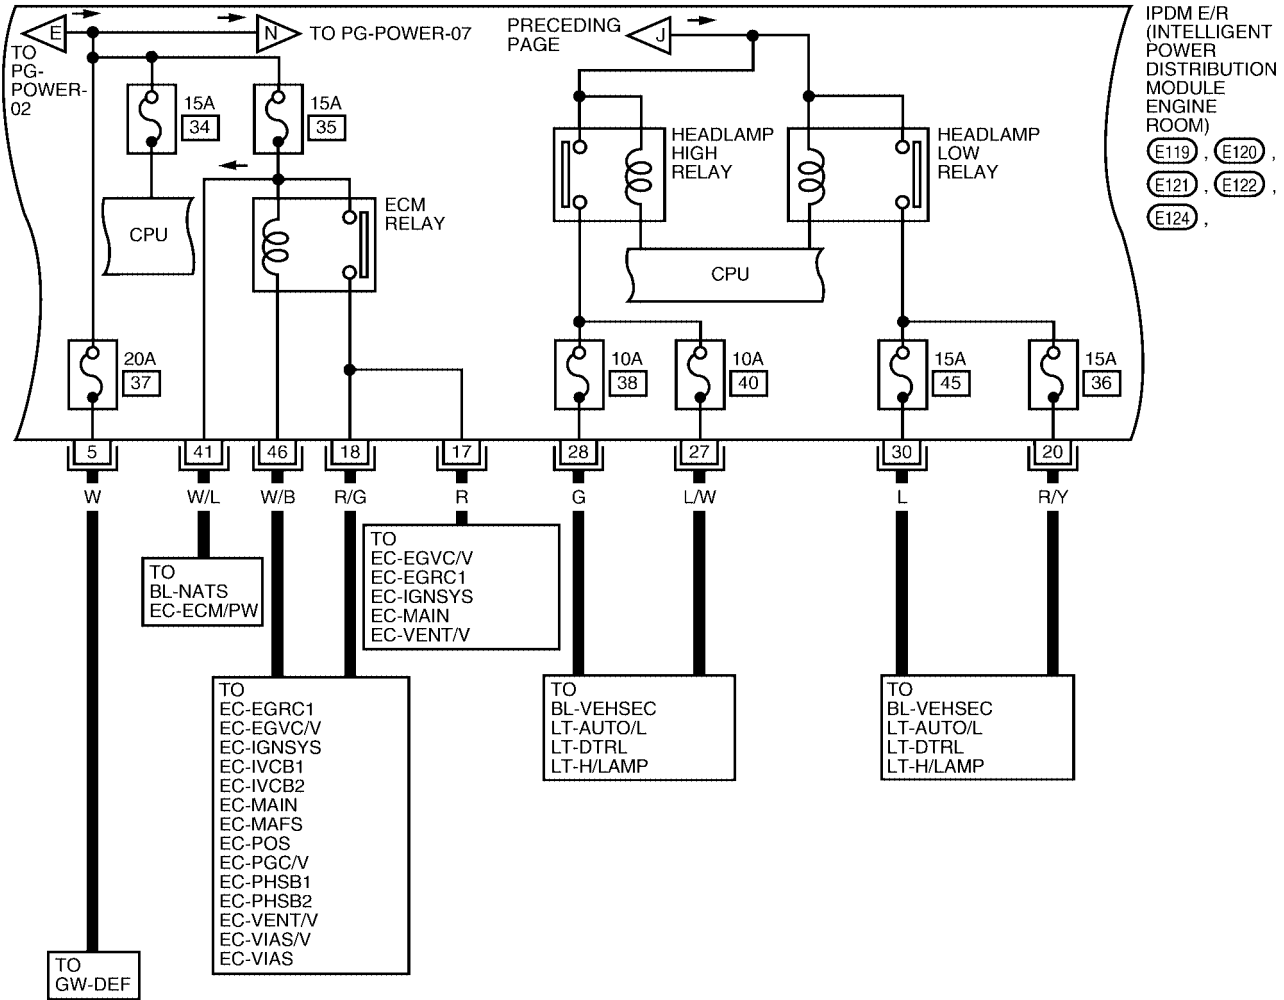 E
N
TO PG-POWER-07
PRECEDING
PAGE
J
IPDM E/R
(INTELLIGENT
POWER
DISTRIBUTION
MODULE
ENGINE
ROOM)
E119 , E120 ,
E121 , E122 ,
E124 ,
TO
PG-
POWER-
02
15A
34
15A
35
HEADLAMP
HIGH
RELAY
HEADLAMP
LOW
RELAY
CPU
ECM
RELAY
CPU
20A
37
10A
38
10A
40
15A
45
15A
36
5
41
46
18
17
28
27
30
20
W
W/L
W/B
R/G
R
G
L/W
L
R/Y
TO
BL-NATS
EC-ECM/PW
TO
EC-EGVC/V
EC-EGRC1
EC-IGNSYS
EC-MAIN
EC-VENT/V
TO
EC-EGRC1
EC-EGVC/V
EC-IGNSYS
EC-IVCB1
EC-IVCB2
EC-MAIN
EC-MAFS
EC-POS
EC-PGC/V
EC-PHSB1
EC-PHSB2
EC-VENT/V
EC-VIAS/V
EC-VIAS
TO
BL-VEHSEC
LT-AUTO/L
LT-DTRL
LT-H/LAMP
TO
BL-VEHSEC
LT-AUTO/L
LT-DTRL
LT-H/LAMP
TO
GW-DEF